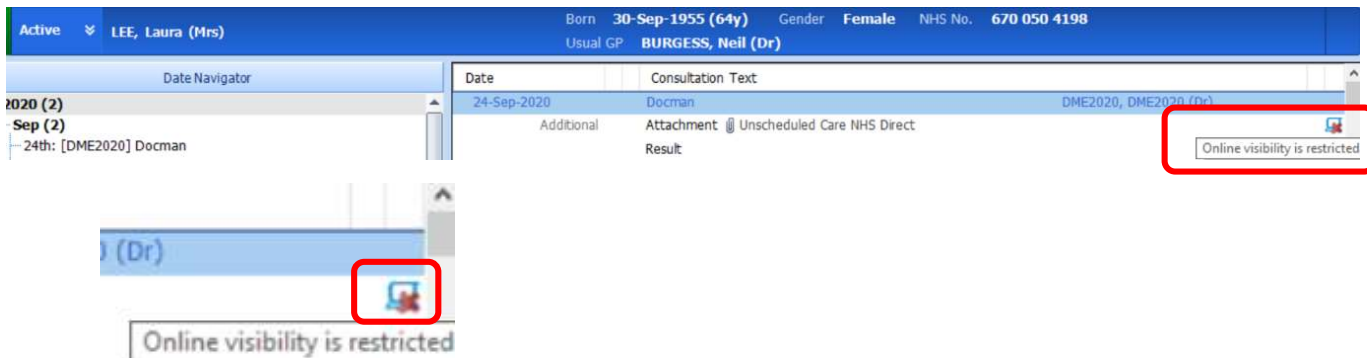 Active LEE, Laura (Mrs) Born 30-Sep-1955 (64y) Gender Female NHS No. 670 050 4198
Usual GP BURGESS, Neil (Dr)
Date Navigator
2020 (2)
Sep (2)
24th: [DME2020] Docman
Date Consultation Text
24-Sep-2020 Docman DME2020, DME2020 (Dr)
Additional Attachment Unscheduled Care NHS Direct
Result
Online visibility is restricted
(Dr)
Online visibility is restricted